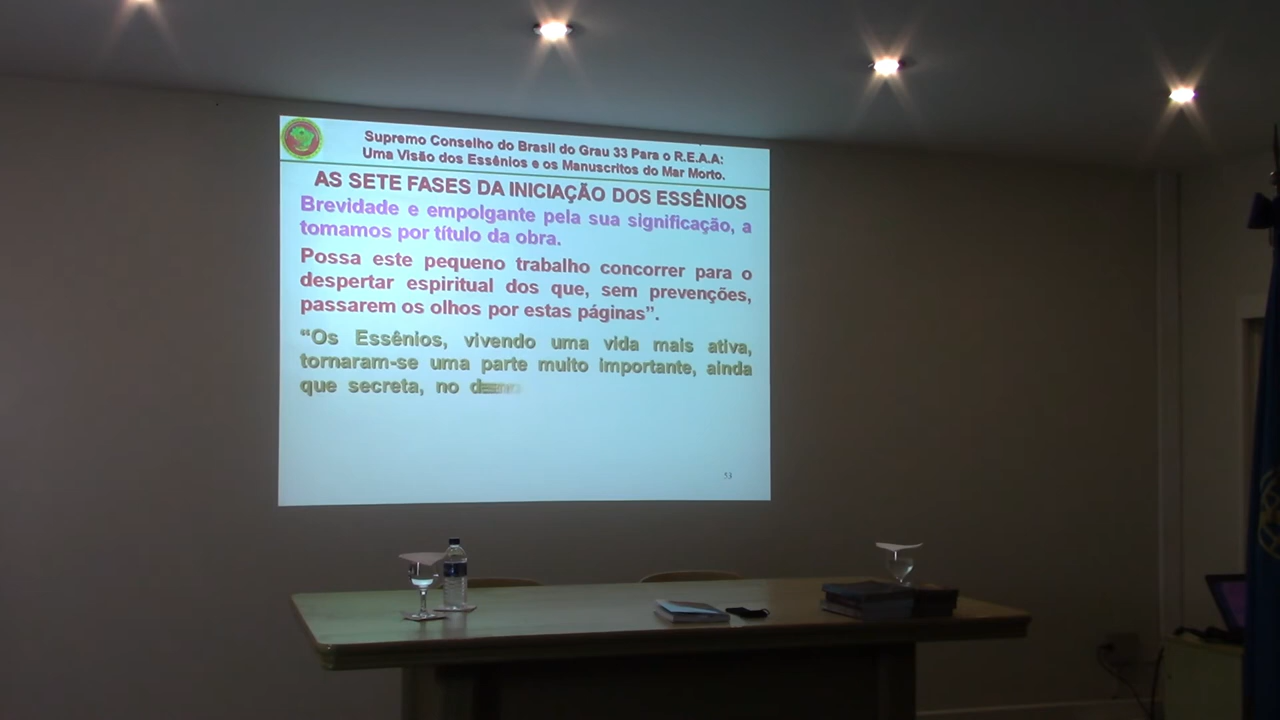 Supremo Conselho do Brasil do Grau 33 Para o R.E.A.A:
Uma Visão dos Essênios e os Manuscritos do Mar Morto.
AS SETE FASES DA INICIAÇÃO DOS ESSÊNIOS
Brevidade e empolgante pela sua significação, a
tomamos por título da obra.
Possa este pequeno trabalho concorrer para o
despertar espiritual dos que, sem prevenções,
passarem os olhos por estas páginas”.
“Os Essênios, vivendo uma vida mais ativa,
tornaram-se uma parte muito importante, ainda
que secreta, no
53